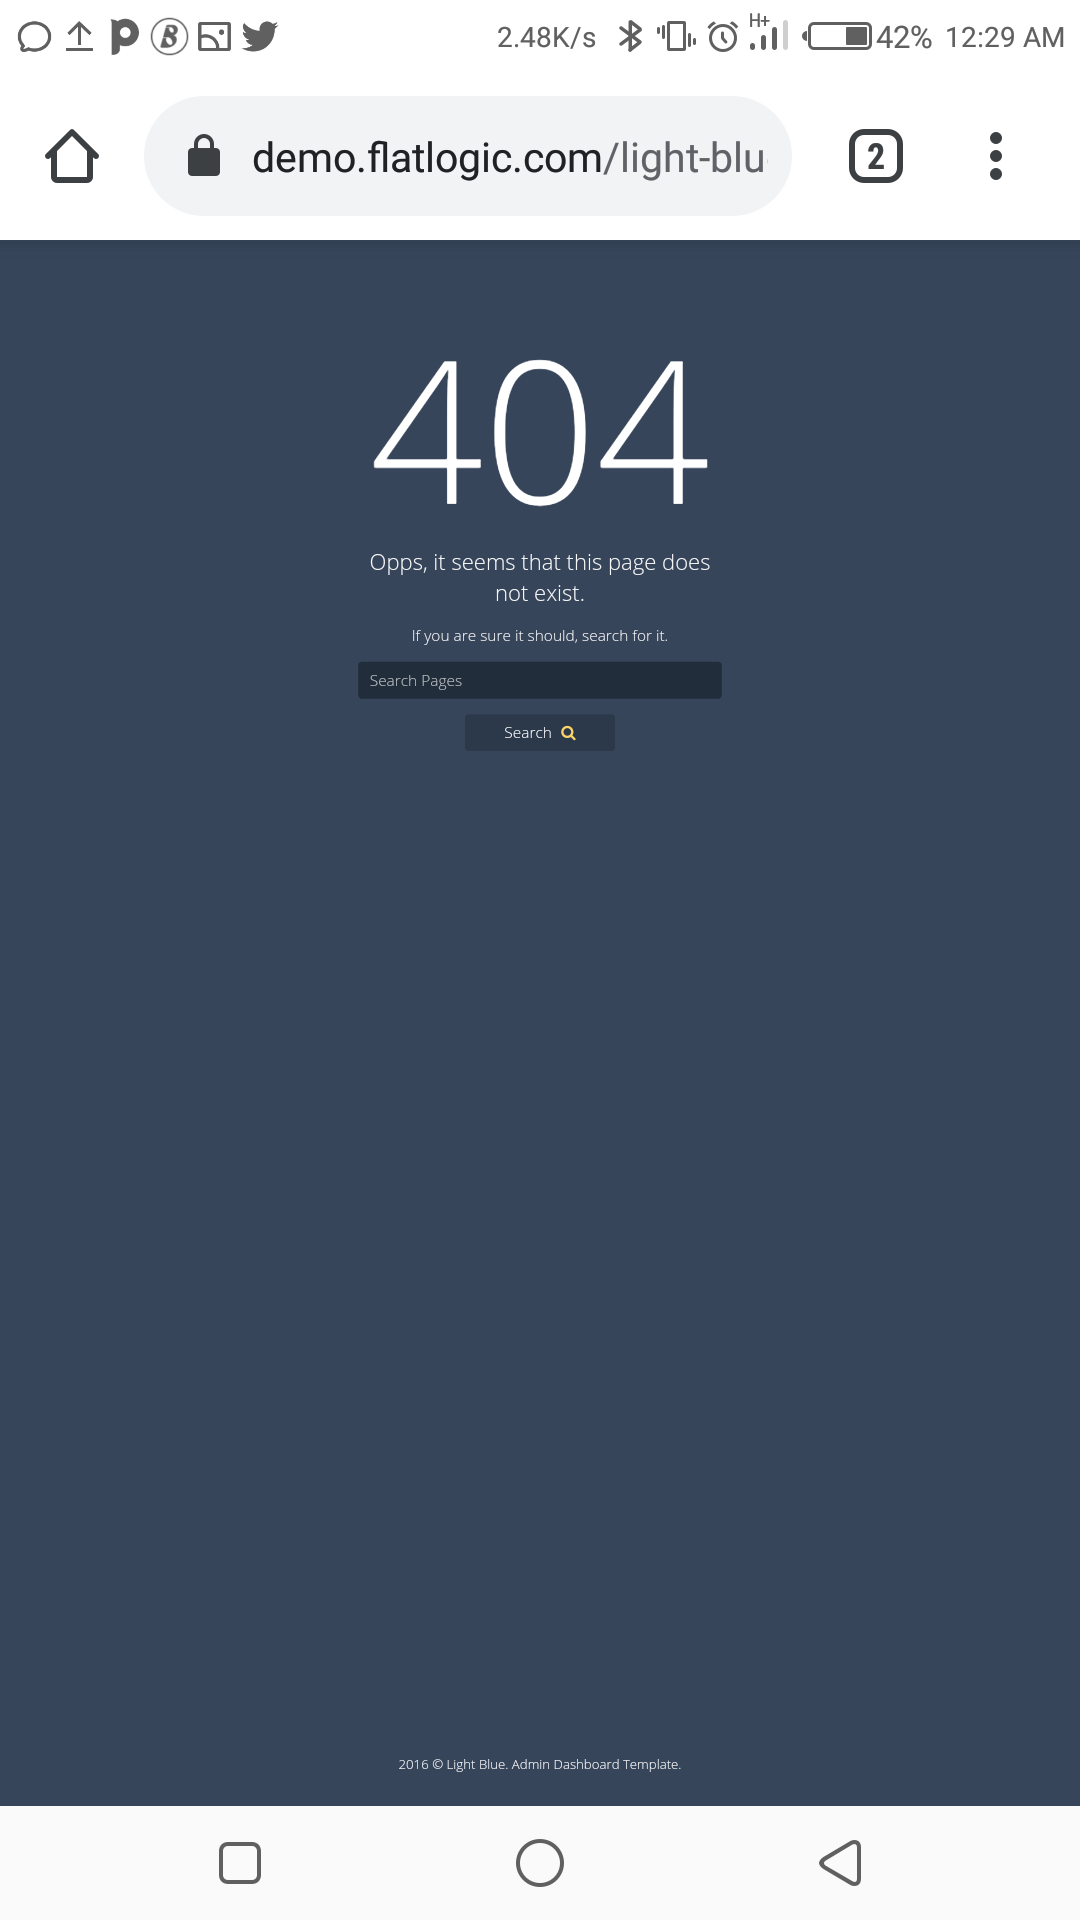 2.48K/s H+ 42% 12:29 AM
demo.flatlogic.com/light-blu
2
404
Opps, it seems that this page does
not exist.
If you are sure it should, search for it.
Search Pages
Search
2016 © Light Blue. Admin Dashboard Template.